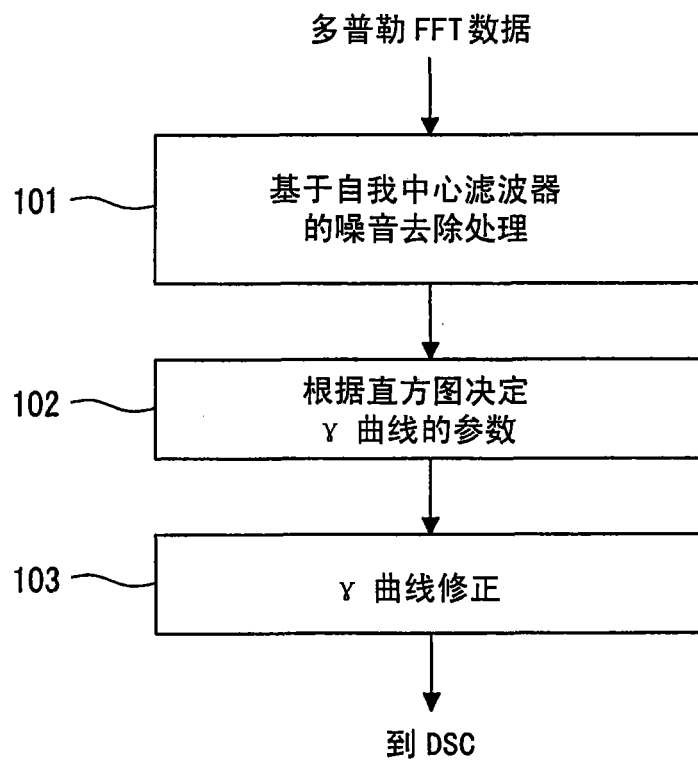 多普勒 FFT 数据
101
基于自我中心滤波器
的噪音去除处理
102
根据直方图决定
γ 曲线的参数
103
γ 曲线修正
到 DSC